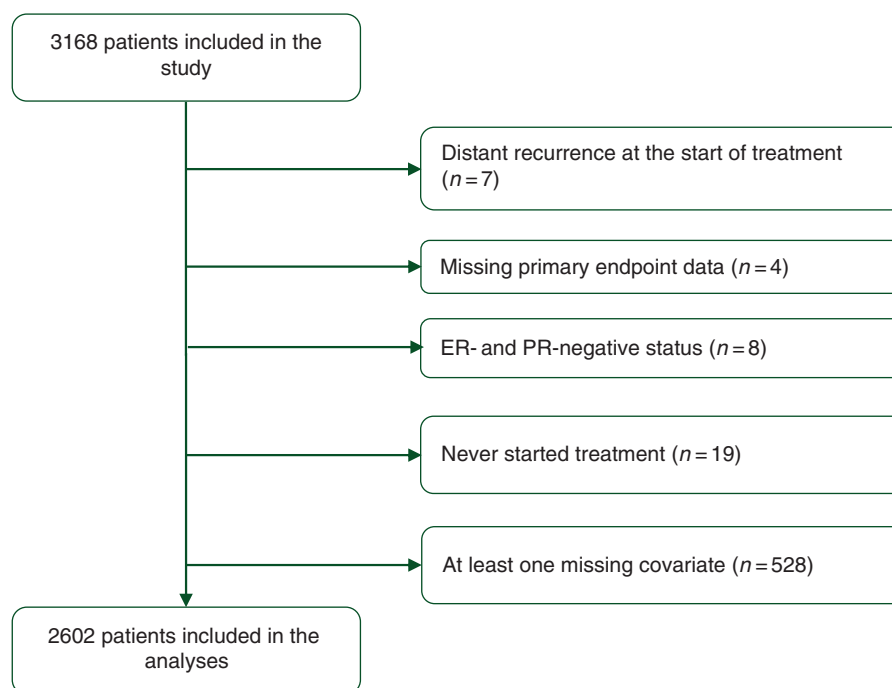 3168 patients included in the
study
Distant recurrence at the start of treatment
(n = 7)
Missing primary endpoint data (n = 4)
ER- and PR-negative status (n = 8)
Never started treatment (n = 19)
At least one missing covariate (n = 528)
2602 patients included in the
analyses